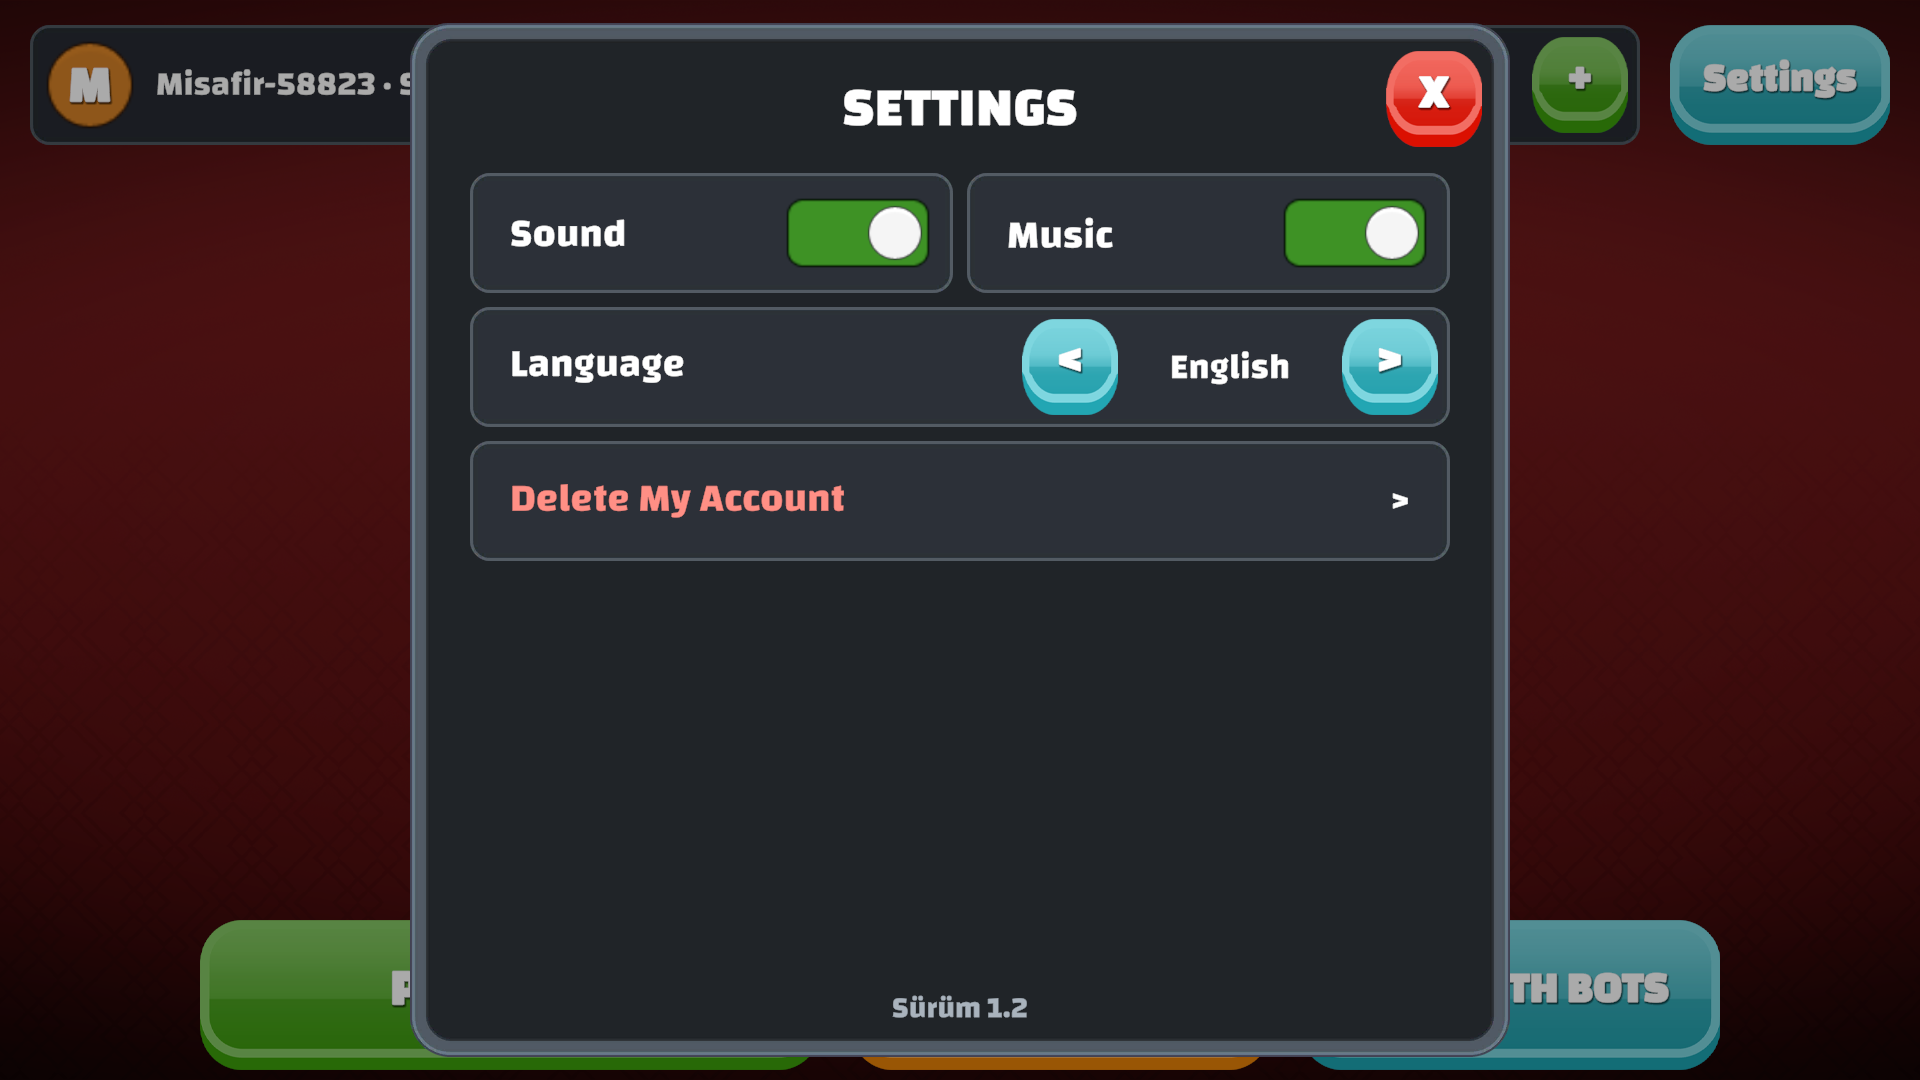 M
Misafir-58823 · S
+
Settings
SETTINGS
X
Sound
Music
Language
<
English
>
Delete My Account
>
TH BOTS
Sürüm 1.2